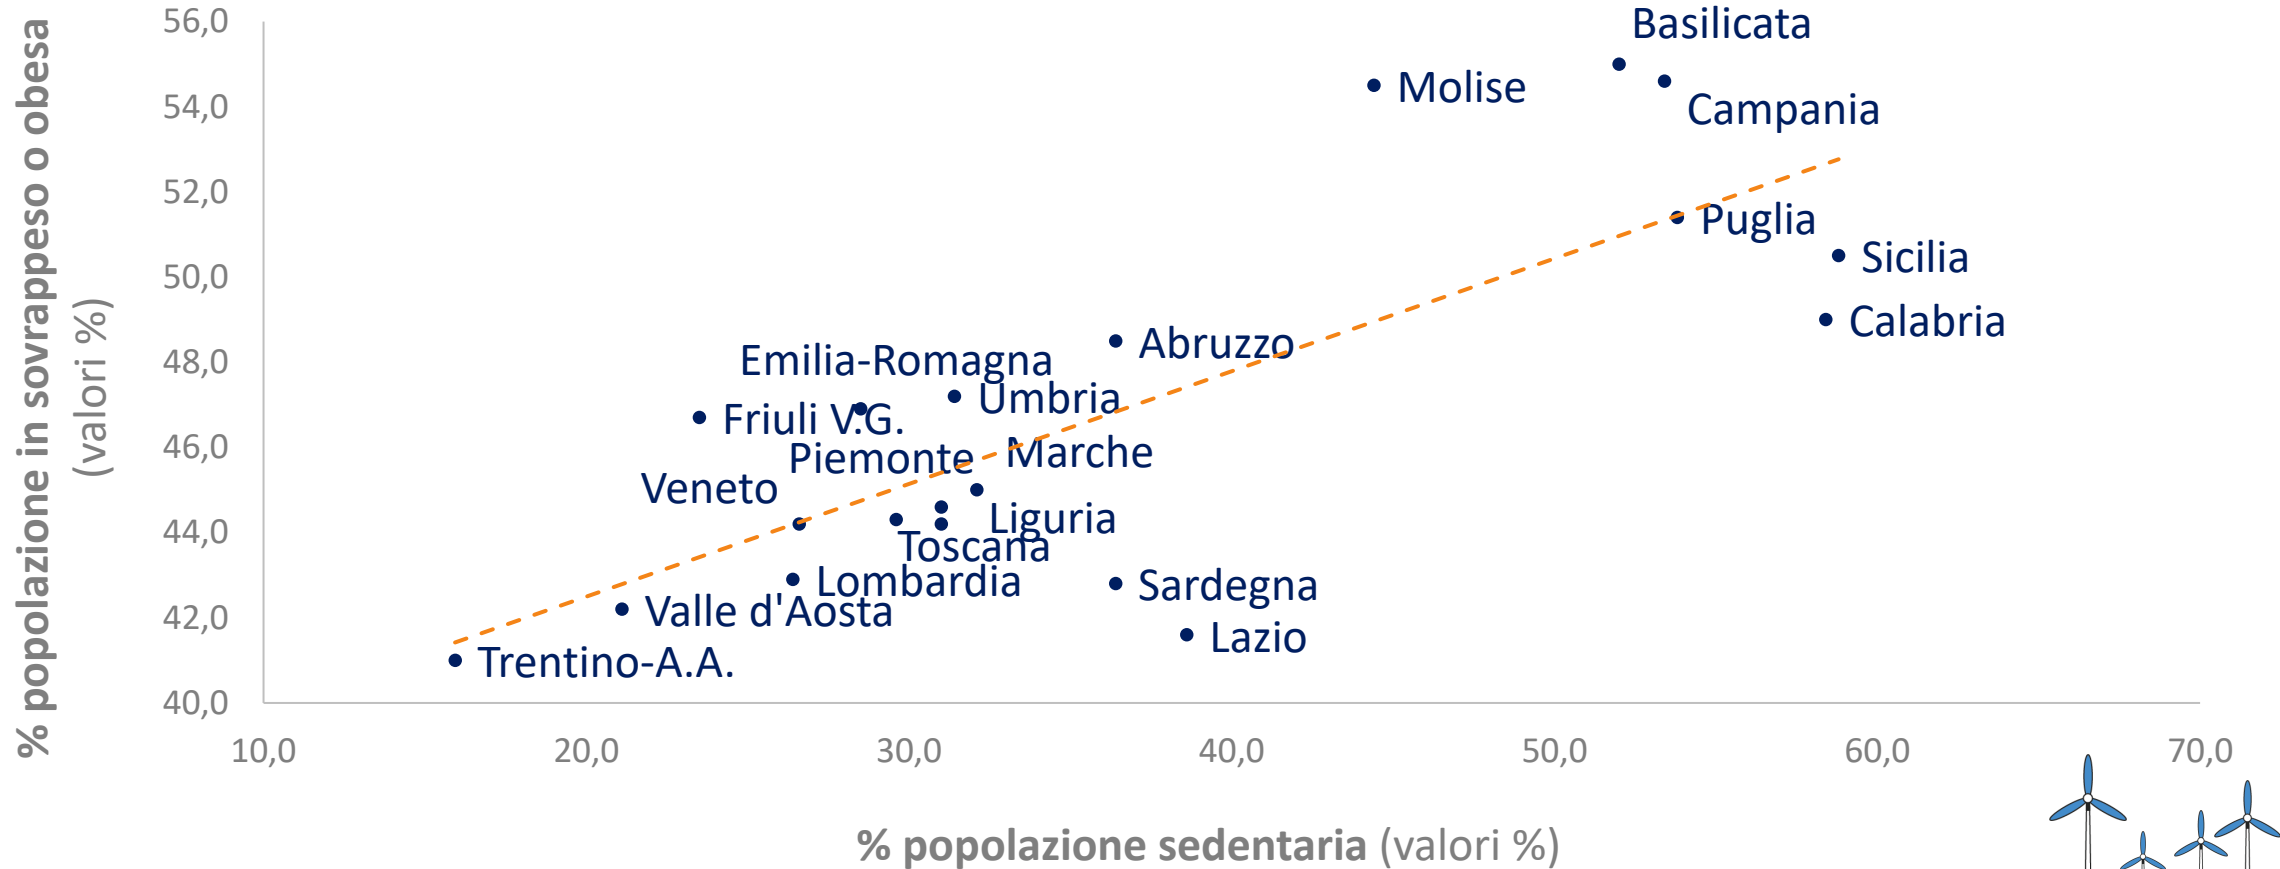 % popolazione in sovrappeso o obesa
(valori %)
56,0
54,0
52,0
50,0
48,0
46,0
44,0
42,0
40,0
Basilicata
Molise
Campania
Puglia
Sicilia
Calabria
Abruzzo
Emilia-Romagna
Umbria
Friuli V.G.
Marche
Piemonte
Veneto
Liguria
Toscana
Lombardia
Sardegna
Valle d'Aosta
Lazio
Trentino-A.A.
10,0 20,0 30,0 40,0 50,0 60,0 70,0
% popolazione sedentaria (valori %)